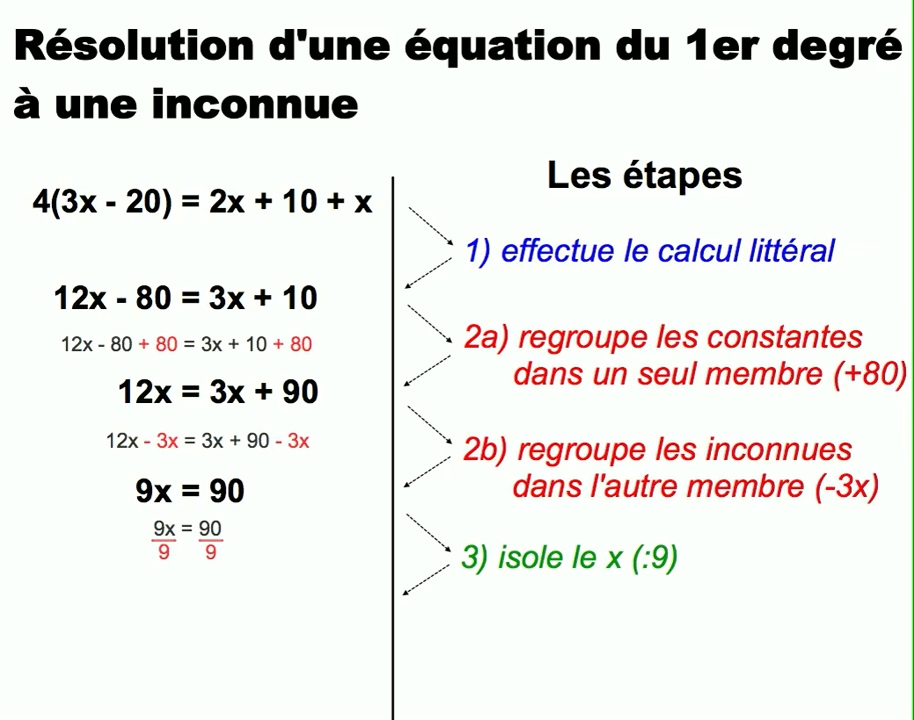 Résolution d'une équation du 1er degré
à une inconnue
Les étapes
4(3x - 20) = 2x + 10 + x
1) effectue le calcul littéral
12x - 80 = 3x + 10
12x - 80 + 80 = 3x + 10 + 80
2a) regroupe les constantes
dans un seul membre (+80)
12x = 3x + 90
12x - 3x = 3x + 90 - 3x
2b) regroupe les inconnues
dans l'autre membre (-3x)
9x = 90
9x = 90
9 9
3) isole le x (:9)